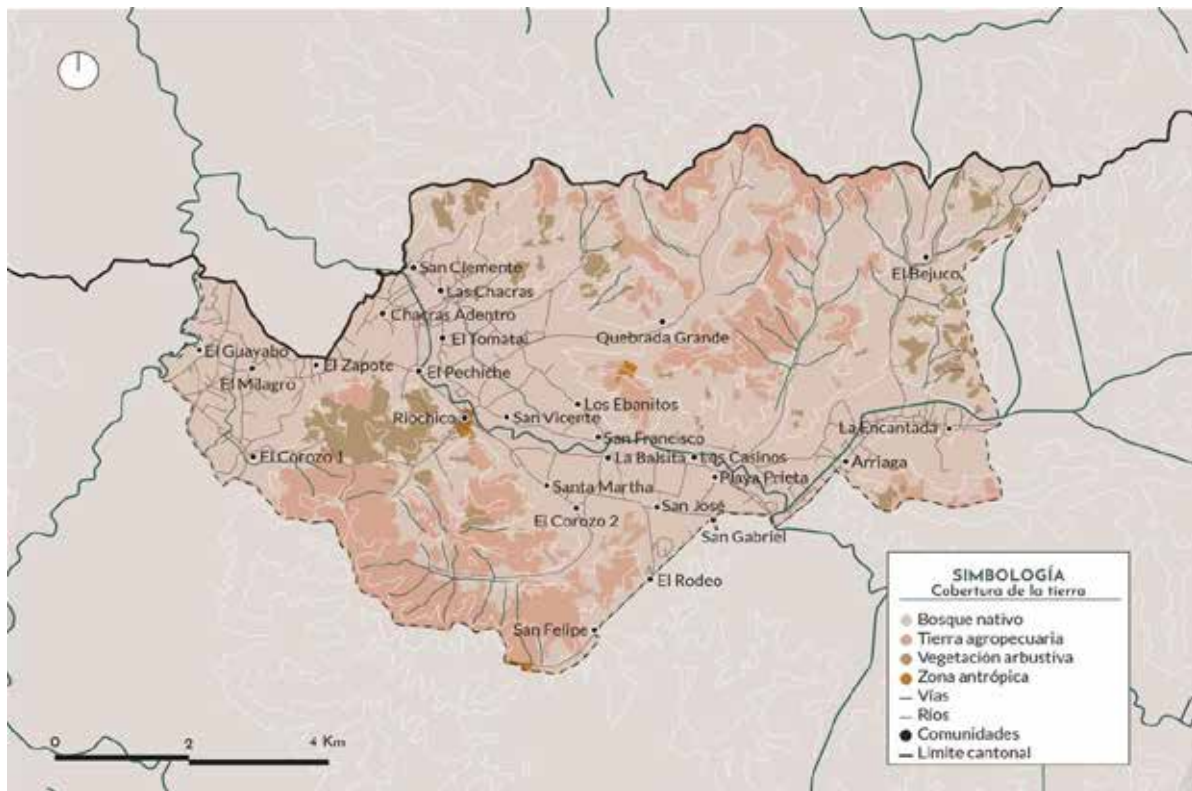 San Clemente
Las Chacras
Chacras Adentro
El Bejuco
El Tomatal
Quebrada Grande
El Guayabo
El Zapote
El Milagro
El Pechiche
Los Ebanitos
Riochico
San Vicente
La Encantada
San Francisco
El Corozo 1
La Balsita
Las Casinos
Arriaga
Playa Prieta
Santa Martha
San José
El Corozo 2
San Gabriel
El Rodeo
San Felipe
SIMBOLOGÍA
Cobertura de la tierra
Bosque nativo
Tierra agropecuaria
Vegetación arbustiva
Zona antrópica
Vías
Ríos
Comunidades
Límite cantonal
0 2 4 Km